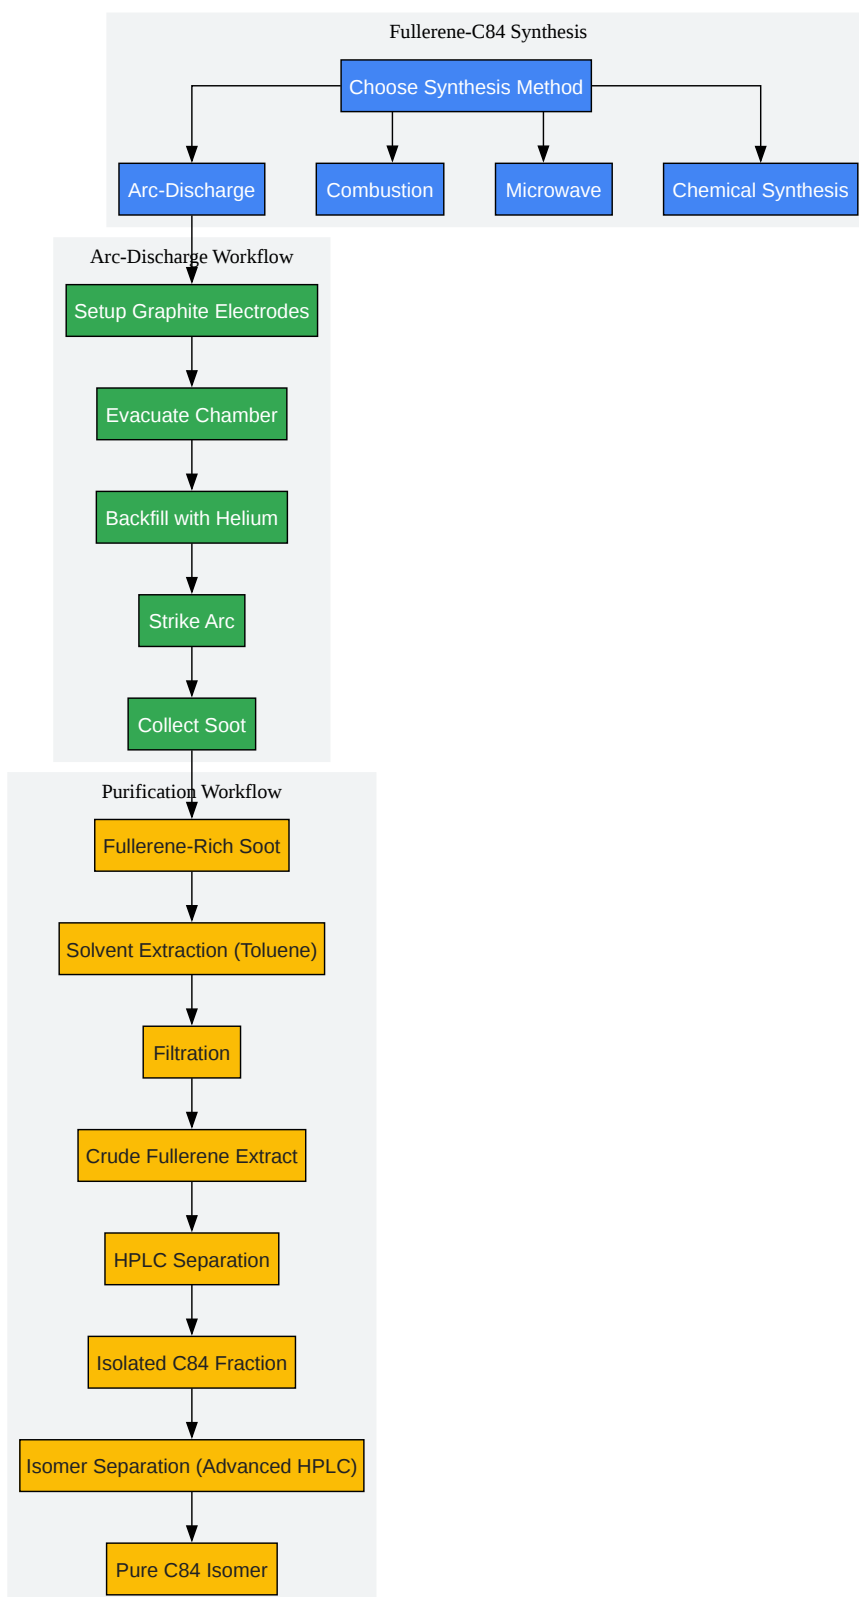 Fullerene-C84 Synthesis
Choose Synthesis Method
Arc-Discharge
Combustion
Microwave
Chemical Synthesis
Arc-Discharge Workflow
Setup Graphite Electrodes
Evacuate Chamber
Backfill with Helium
Strike Arc
Collect Soot
Purification Workflow
Fullerene-Rich Soot
Solvent Extraction (Toluene)
Filtration
Crude Fullerene Extract
HPLC Separation
Isolated C84 Fraction
Isomer Separation (Advanced HPLC)
Pure C84 Isomer